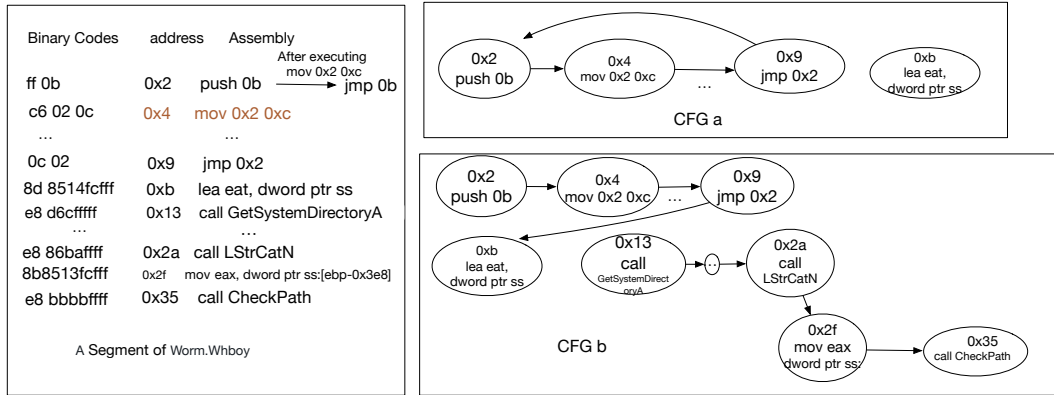 Binary Codes address Assembly
After executing
mov 0x2 0xc
ff 0b 0x2 push 0b jmp 0b
c6 02 0c 0x4 mov 0x2 0xc
... ...
0c 02 0x9 jmp 0x2
8d 8514fcfff 0xb lea eat, dword ptr ss
e8 d6cfffff 0x13 call GetSystemDirectoryA
... ...
e8 86baffff 0x2a call LStrCatN
8b8513fcfff 0x2f mov eax, dword ptr ss:[ebp-0x3e8]
e8 bbbbffff 0x35 call CheckPath
A Segment of Worm.Whboy
0x2
push 0b
0x4
mov 0x2 0xc
...
0x9
jmp 0x2
0xb
lea eat,
dword ptr ss
CFG a
0x2
push 0b
0x4
mov 0x2 0xc
...
0x9
jmp 0x2
0xb
lea eat,
dword ptr ss
0x13
call
GetSystemDirect
oryA
..
0x2a
call
LStrCatN
0x2f
mov eax
dword ptr ss:
0x35
call CheckPath
CFG b